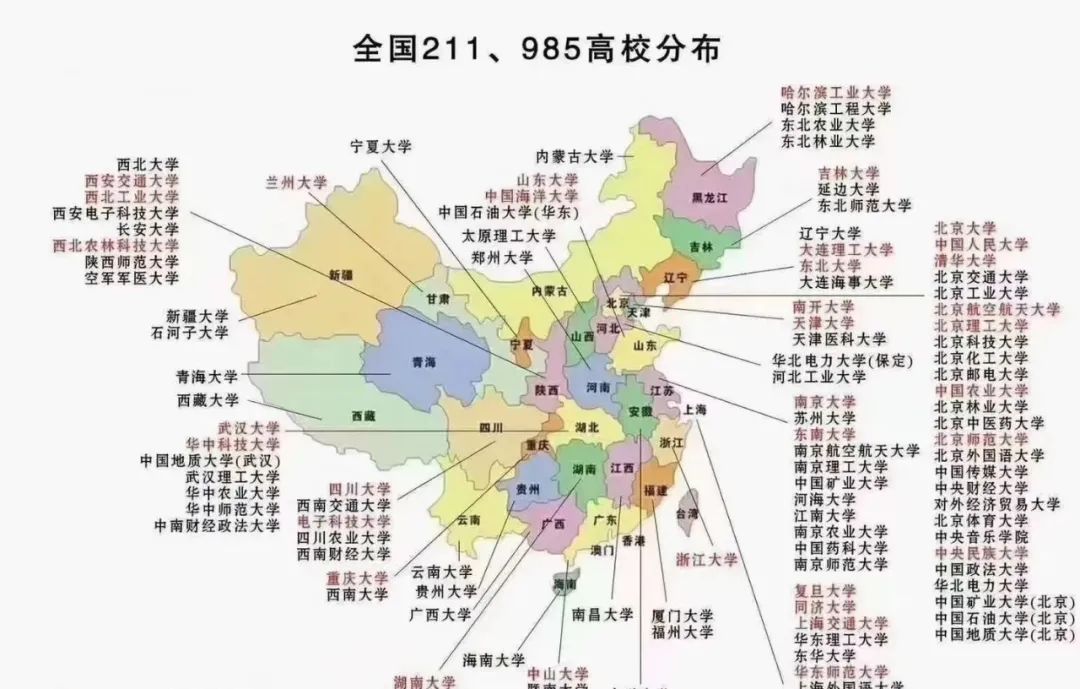 全国211、985高校分布
哈尔滨工业大学
哈尔滨工程大学
东北农业大学
东北林业大学
宁夏大学
内蒙古大学
西北大学
西安交通大学
西北工业大学
西安电子科技大学
长安大学
西北农林科技大学
陕西师范大学
空军军医大学
兰州大学
山东大学
中国海洋大学
中国石油大学(华东)
太原理工大学
郑州大学
吉林大学
延边大学
东北师范大学
辽宁大学
大连理工大学
东北大学
大连海事大学
北京大学
中国人民大学
清华大学
北京交通大学
北京工业大学
北京航空航天大学
北京理工大学
北京科技大学
北京化工大学
北京邮电大学
中国农业大学
北京林业大学
北京中医药大学
北京师范大学
北京外国语大学
中国传媒大学
中央财经大学
对外经济贸易大学
北京体育大学
中央音乐学院
中央民族大学
中国政法大学
华北电力大学
中国矿业大学(北京)
中国石油大学(北京)
中国地质大学(北京)
南开大学
天津大学
天津医科大学
华北电力大学(保定)
河北工业大学
新疆大学
石河子大学
青海大学
西藏大学
武汉大学
华中科技大学
中国地质大学(武汉)
武汉理工大学
华中农业大学
华中师范大学
中南财经政法大学
四川大学
西南交通大学
电子科技大学
四川农业大学
西南财经大学
重庆大学
西南大学
南京大学
苏州大学
东南大学
南京航空航天大学
南京理工大学
中国矿业大学
河海大学
江南大学
南京农业大学
中国药科大学
南京师范大学
复旦大学
同济大学
上海交通大学
华东理工大学
东华大学
华东师范大学
上海外国语大学
浙江大学
云南大学
贵州大学
广西大学
南昌大学
厦门大学
福州大学
海南大学
中山大学
湖南大学
黑龙江
吉林
辽宁
内蒙古
新疆
甘肃
北京
天津
河北
山西
山东
宁夏
青海
陕西
河南
江苏
西藏
安徽
上海
四川
湖北
重庆
浙江
湖南
江西
贵州
福建
云南
广西
广东
台湾
香港
澳门
海南